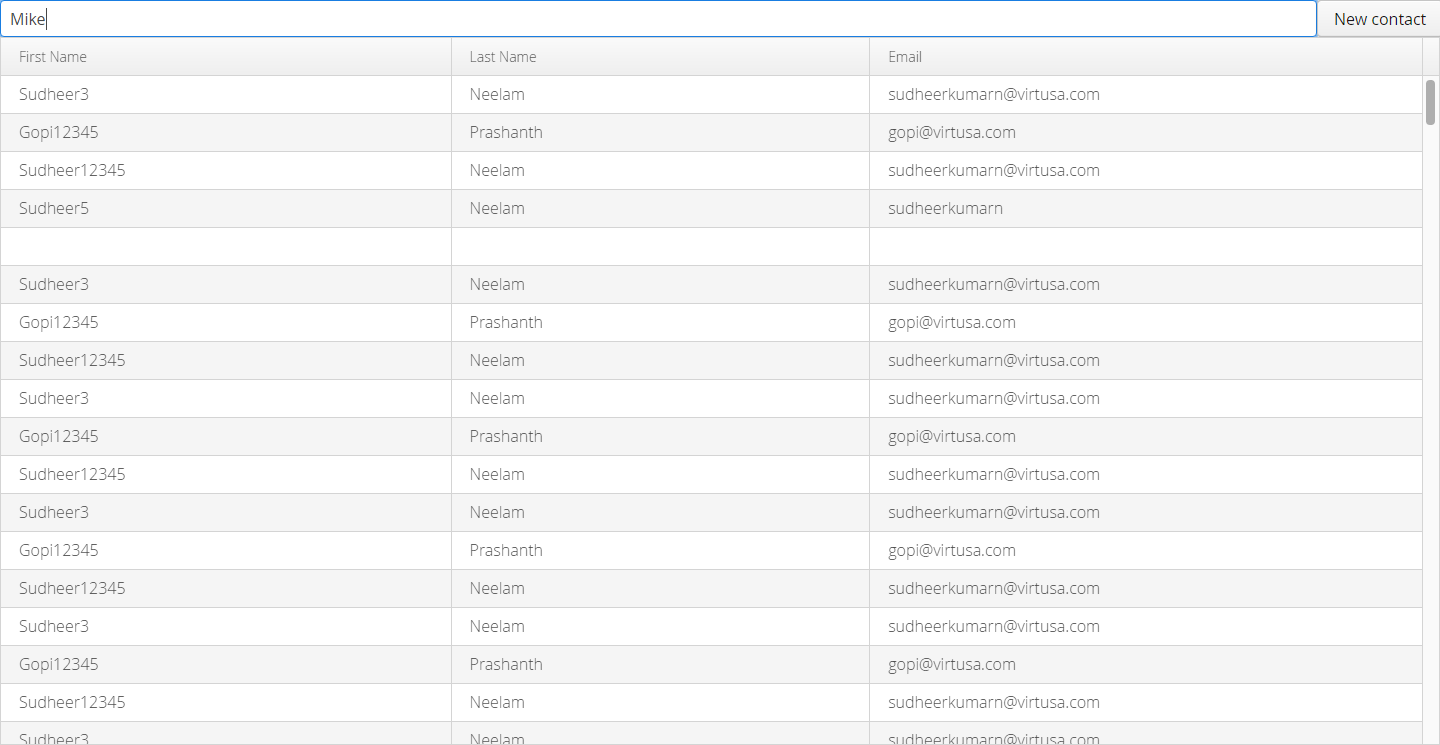 Mike New contact
First Name Last Name Email
Sudheer3 Neelam sudheerkumarn@virtusa.com
Gopi12345 Prashanth gopi@virtusa.com
Sudheer12345 Neelam sudheerkumarn@virtusa.com
Sudheer5 Neelam sudheerkumarn
Sudheer3 Neelam sudheerkumarn@virtusa.com
Gopi12345 Prashanth gopi@virtusa.com
Sudheer12345 Neelam sudheerkumarn@virtusa.com
Sudheer3 Neelam sudheerkumarn@virtusa.com
Gopi12345 Prashanth gopi@virtusa.com
Sudheer12345 Neelam sudheerkumarn@virtusa.com
Sudheer3 Neelam sudheerkumarn@virtusa.com
Gopi12345 Prashanth gopi@virtusa.com
Sudheer12345 Neelam sudheerkumarn@virtusa.com
Sudheer3 Neelam sudheerkumarn@virtusa.com
Gopi12345 Prashanth gopi@virtusa.com
Sudheer12345 Neelam sudheerkumarn@virtusa.com
Sudheer3 Neelam sudheerkumarn@virtusa.com